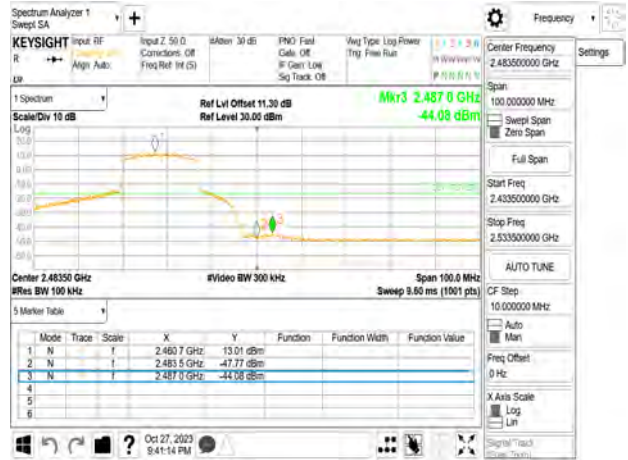 Spectrum Analyzer 1
Swept SA
+
Frequency
KEYSIGHT Input: RF Input Z: 50 Ω #Atten: 30 dB PNO: Fast Avg Type: Log-Power
R Align: Auto Corrections: Off Gate: Off Trig: Free Run
Freq Ref: Int (S) IF Gain: Low
Sig Track: Off
Center Frequency
2.483500000 GHz
Settings
Span
100.000000 MHz
Swept Span
Zero Span
Full Span
Start Freq
2.433500000 GHz
Stop Freq
2.533500000 GHz
AUTO TUNE
CF Step
10.000000 MHz
Auto
Man
Freq Offset
0 Hz
X Axis Scale
Log
Lin
Signal Track
1 Spectrum
Scale/Div 10 dB
Ref Lvl Offset 11.30 dB
Ref Level 30.00 dBm
Mkr3 2.487 0 GHz
-44.08 dBm
Log
Center 2.48350 GHz #Video BW 300 kHz Span 100.0 MHz
#Res BW 100 kHz Sweep 9.60 ms (1001 pts)
5 Marker Table
Mode Trace Scale X Y Function Function Width Function Value
1 N f 2.460 7 GHz 13.01 dBm
2 N f 2.483 5 GHz -47.77 dBm
3 N f 2.487 0 GHz -44.08 dBm
4
5
6
? Oct 27, 2023
9:41:14 PM